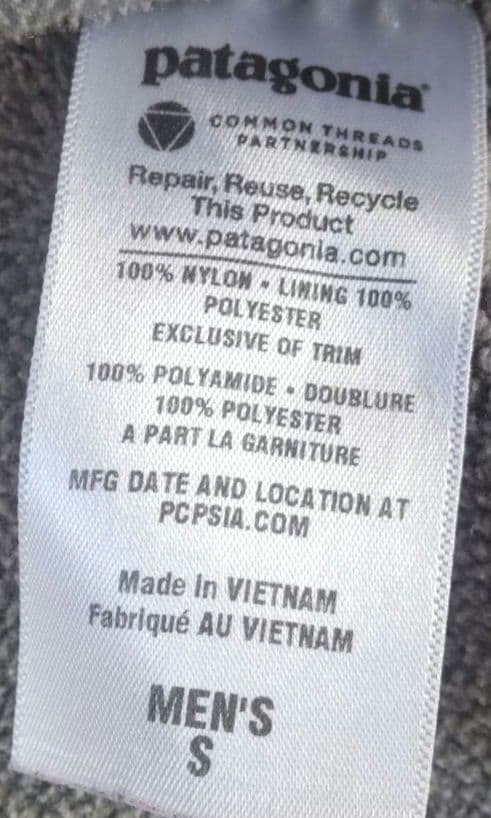 patagonia®
COMMON THREADS
PARTNERSHIP
Repair, Reuse, Recycle
This Product
www.patagonia.com
100% NYLON • LINING 100%
POLYESTER
EXCLUSIVE OF TRIM
100% POLYAMIDE • DOUBLURE
100% POLYESTER
A PART LA GARNITURE
MFG DATE AND LOCATION AT
PCPSIA.COM
Made in VIETNAM
Fabriqué AU VIETNAM
MEN'S
S